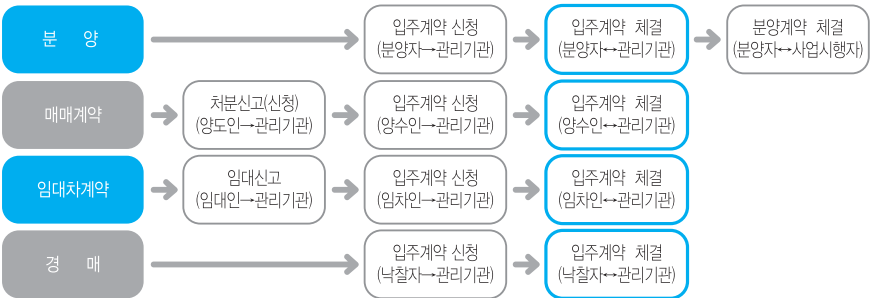 분 양
입주계약 신청
(분양자→관리기관)
입주계약 체결
(분양자↔관리기관)
분양계약 체결
(분양자↔사업시행자)
매매계약
처분신고(신청)
(양도인→관리기관)
입주계약 신청
(양수인→관리기관)
입주계약 체결
(양수인↔관리기관)
임대차계약
임대신고
(임대인→관리기관)
입주계약 신청
(임차인→관리기관)
입주계약 체결
(임차인↔관리기관)
경 매
입주계약 신청
(낙찰자→관리기관)
입주계약 체결
(낙찰자↔관리기관)